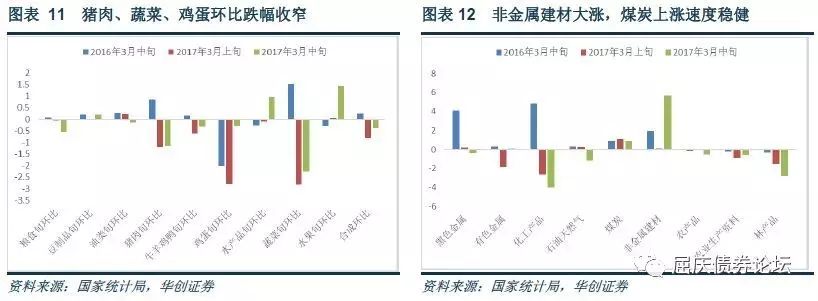 图表 11 猪肉、蔬菜、鸡蛋环比跌幅收窄
2016年3月中旬 2017年3月上旬 2017年3月中旬
2
1.5
1
0.5
0
-0.5
-1
-1.5
-2
-2.5
-3
-3.5
粮食旬环比
豆制品旬环比
油类旬环比
猪肉旬环比
牛羊鸡鸭旬环比
鸡蛋旬环比
水产品旬环比
蔬菜旬环比
水果旬环比
合成环比
资料来源：国家统计局，华创证券
图表 12 非金属建材大涨，煤炭上涨速度稳健
2016年3月中旬 2017年3月上旬 2017年3月中旬
8
6
4
2
0
-2
-4
-6
黑色金属
有色金属
化工产品
石油天然气
煤炭
非金属建材
农产品
农业生产资料
林产品
屈庆债券论坛
资料来源：国家统计局，华创证券